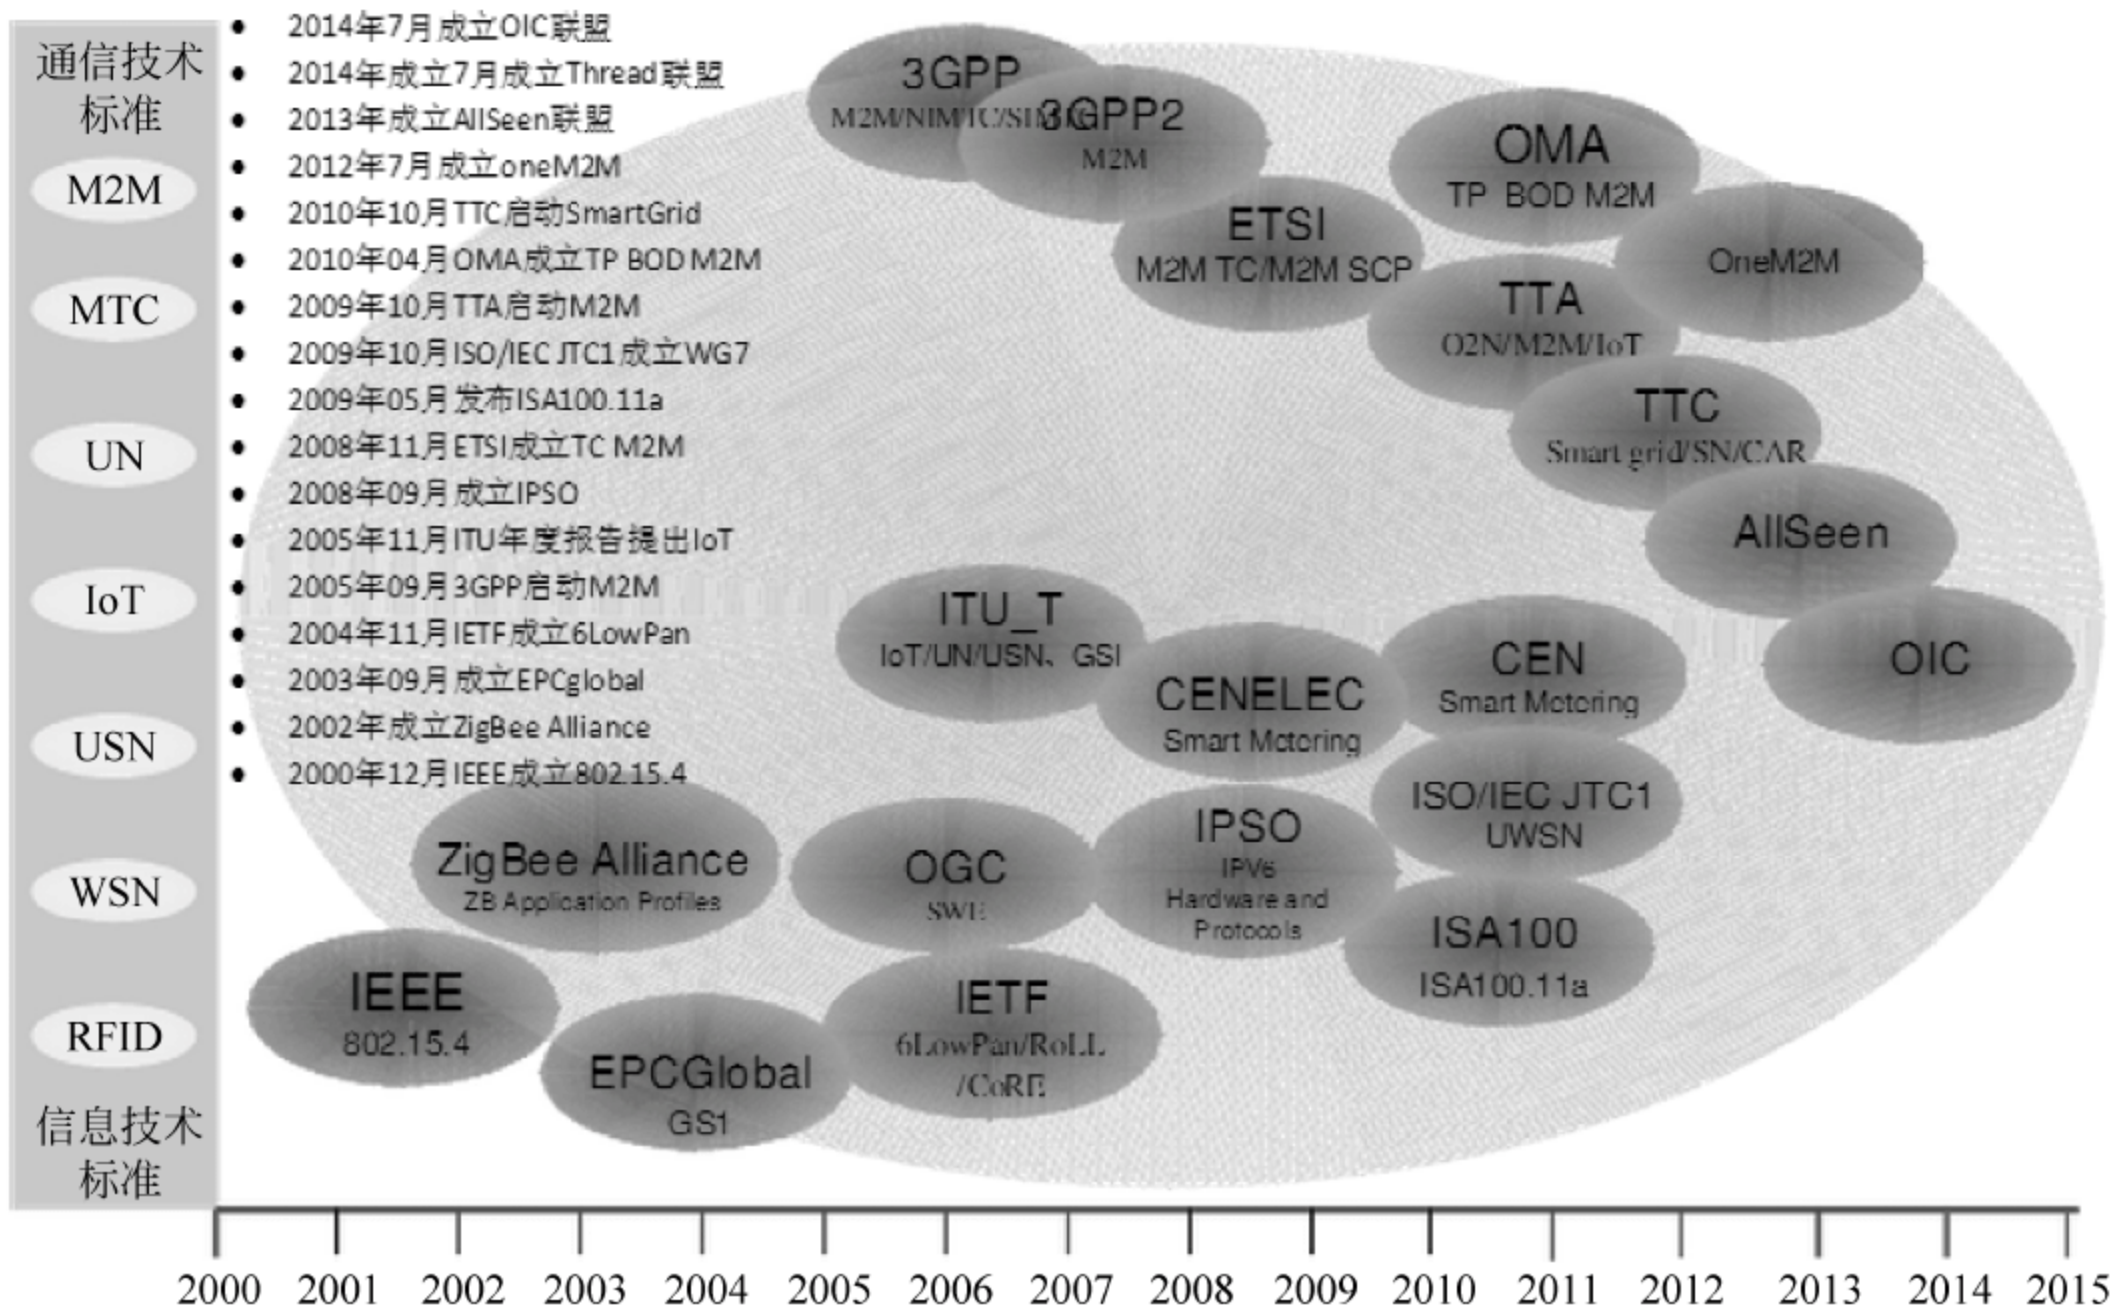 通信技术
标准
M2M
MTC
UN
IoT
USN
WSN
RFID
信息技术
标准
• 2014年7月成立OIC联盟
• 2014年成立7月成立Thread联盟
• 2013年成立AllSeen联盟
• 2012年7月成立oneM2M
• 2010年10月TTC启动SmartGrid
• 2010年04月OMA成立TP BOD M2M
• 2009年10月TTA启动M2M
• 2009年10月ISO/IEC JTC1成立WG7
• 2009年05月发布ISA100.11a
• 2008年11月ETSI成立TC M2M
• 2008年09月成立IPSO
• 2005年11月ITU年度报告提出IoT
• 2005年09月3GPP启动M2M
• 2004年11月IETF成立6LowPan
• 2003年09月成立EPCglobal
• 2002年成立ZigBee Alliance
• 2000年12月IEEE成立802.15.4
3GPP
3GPP2
M2M
OMA
TP BOD M2M
ETSI
M2M TC/M2M SCP
OneM2M
TTA
O2N/M2M/IoT
TTC
Smart grid/SN/CAR
AllSeen
ITU_T
IoT/UN/USN、GSI
CENELEC
Smart Metering
CEN
Smart Metering
OIC
ISO/IEC JTC1
UWSN
ZigBee Alliance
ZB Application Profiles
OGC
SWE
IPSO
IPV6
Hardware and
Protocols
ISA100
ISA100.11a
IEEE
802.15.4
EPCGlobal
GS1
IETF
6LowPan/RoLL
/CoRE
2000 2001 2002 2003 2004 2005 2006 2007 2008 2009 2010 2011 2012 2013 2014 2015